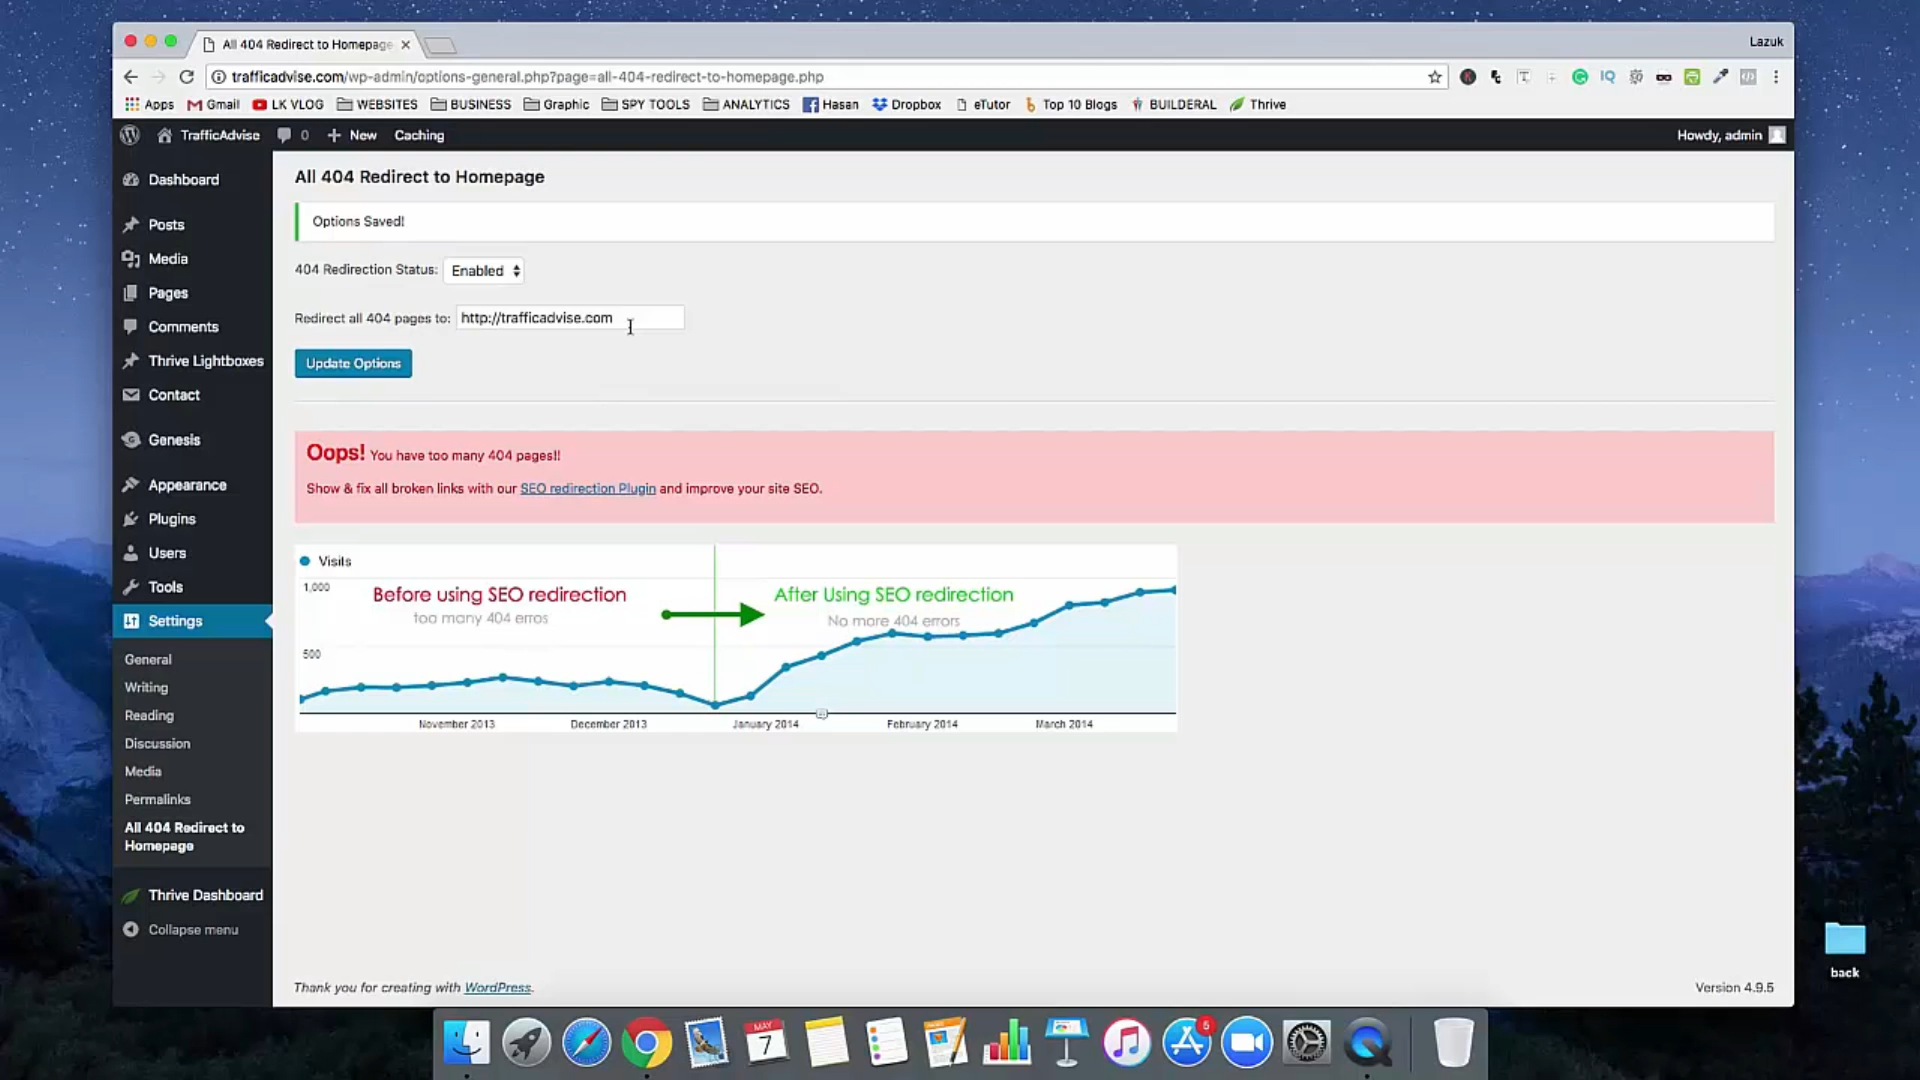 All 404 Redirect to Homepage
Lazuk
trafficadvise.com/wp-admin/options-general.php?page=all-404-redirect-to-homepage.php
IQ
Apps Gmail LK VLOG WEBSITES BUSINESS Graphic SPY TOOLS ANALYTICS Hasan Dropbox eTutor Top 10 Blogs BUILDERAL Thrive
TrafficAdvise 0 New Caching
Howdy, admin
Dashboard
Posts
Media
Pages
Comments
Thrive Lightboxes
Contact
Genesis
Appearance
Plugins
Users
Tools
Settings
General
Writing
Reading
Discussion
Media
Permalinks
All 404 Redirect to
Homepage
Thrive Dashboard
Collapse menu
All 404 Redirect to Homepage
Options Saved!
404 Redirection Status: Enabled
Redirect all 404 pages to: http://trafficadvise.com
Update Options
Oops! You have too many 404 pages!!
Show & fix all broken links with our SEO redirection Plugin and improve your site SEO.
Visits
1,000
500
Before using SEO redirection
too many 404 erros
After Using SEO redirection
No more 404 errors
November 2013 December 2013 January 2014 February 2014 March 2014
Thank you for creating with WordPress.
Version 4.9.5
back
MAY
7
5